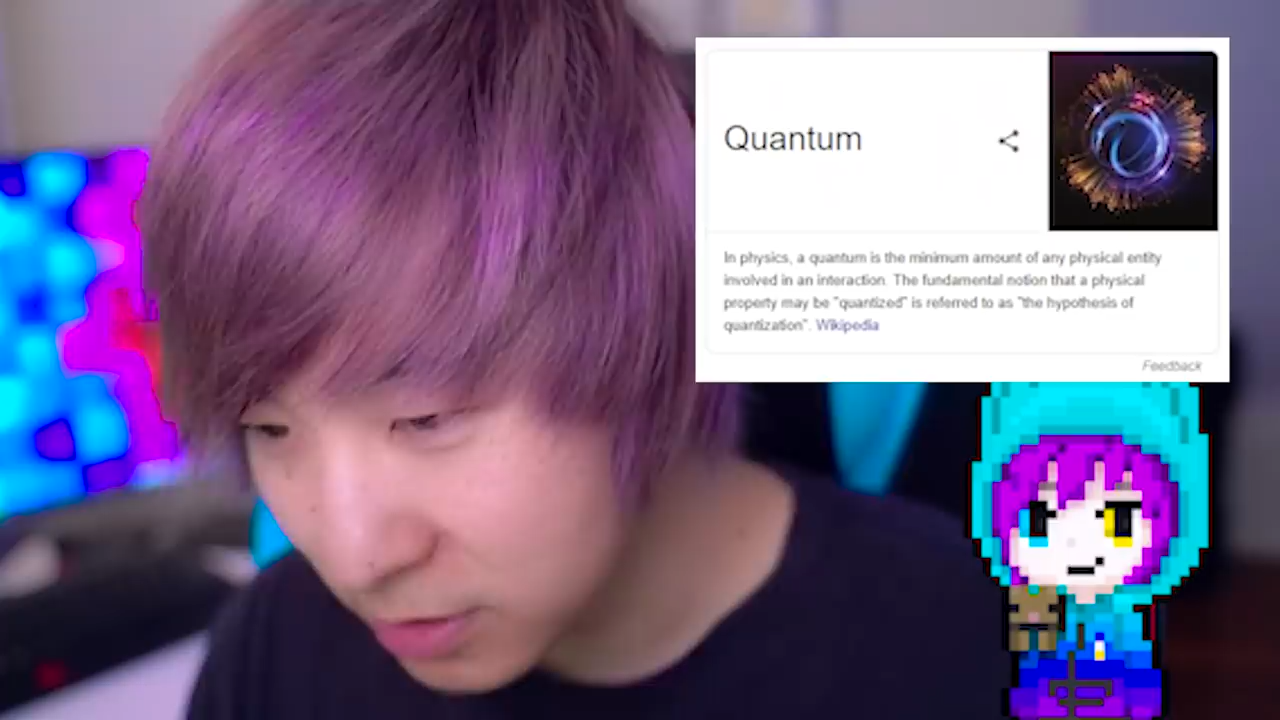 Quantum
In physics, a quantum is the minimum amount of any physical entity
involved in an interaction. The fundamental notion that a physical
property may be "quantized" is referred to as "the hypothesis of
quantization". Wikipedia
Feedback